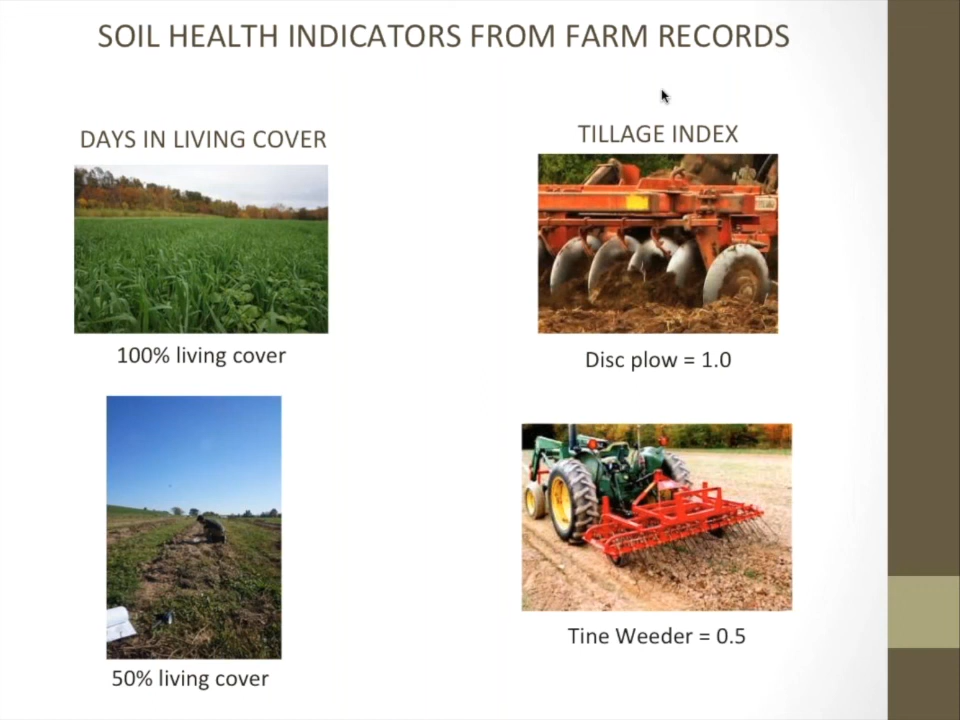 SOIL HEALTH INDICATORS FROM FARM RECORDS
DAYS IN LIVING COVER
100% living cover
50% living cover
TILLAGE INDEX
Disc plow = 1.0
Tine Weeder = 0.5